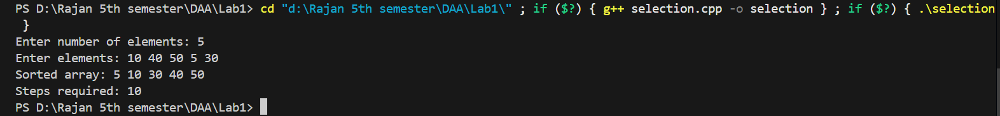 PS D:\Rajan 5th semester\DAA\Lab1> cd "d:\Rajan 5th semester\DAA\Lab1\" ; if ($?) { g++ selection.cpp -o selection } ; if ($?) { .\selection
 }
Enter number of elements: 5
Enter elements: 10 40 50 5 30
Sorted array: 5 10 30 40 50
Steps required: 10
PS D:\Rajan 5th semester\DAA\Lab1>